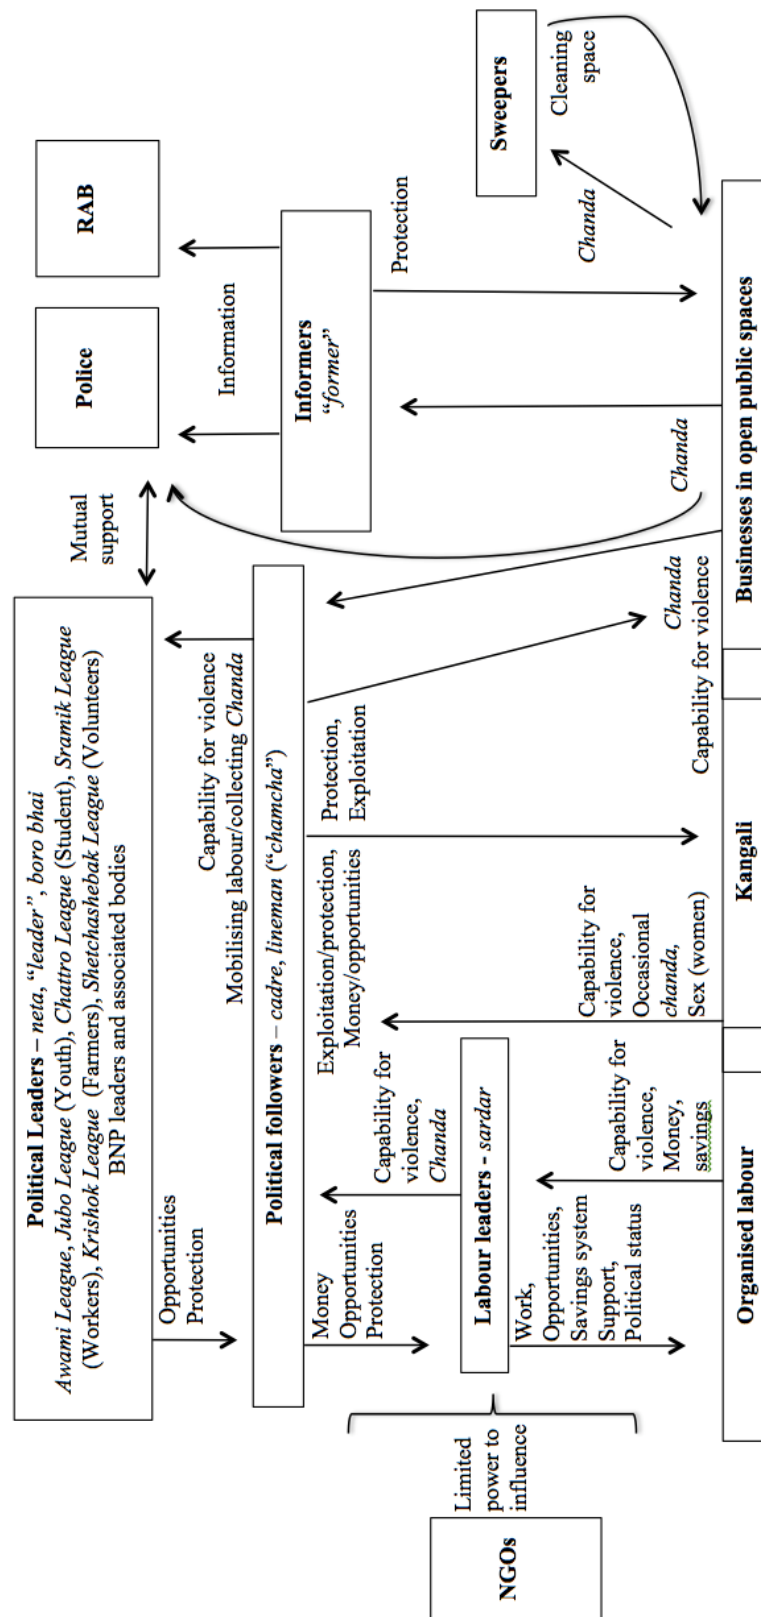 Political Leaders – neta, “leader”, boro bhai
Awami League, Jubo League (Youth), Chattro League (Student), Sramik League
(Workers), Krishok League (Farmers), Shetchashebak League (Volunteers)
BNP leaders and associated bodies
Mutual
support
Police
RAB
Opportunities
Protection
Capability for violence
Mobilising labour/collecting Chanda
Information
Political followers – cadre, lineman (“chamcha”)
Informers
“former”
NGOs
Limited
power to
influence
Money
Opportunities
Protection
Capability for
violence,
Chanda
Exploitation/protection,
Money/opportunities
Protection,
Exploitation
Protection
Sweepers
Labour leaders - sardar
Work,
Opportunities,
Savings system
Support,
Political status
Capability for
violence,
Money,
savings
Capability for
violence,
Occasional
chanda,
Sex (women)
Chanda
Capability for violence
Chanda
Chanda
Cleaning
space
Organised labour
Kangali
Businesses in open public spaces